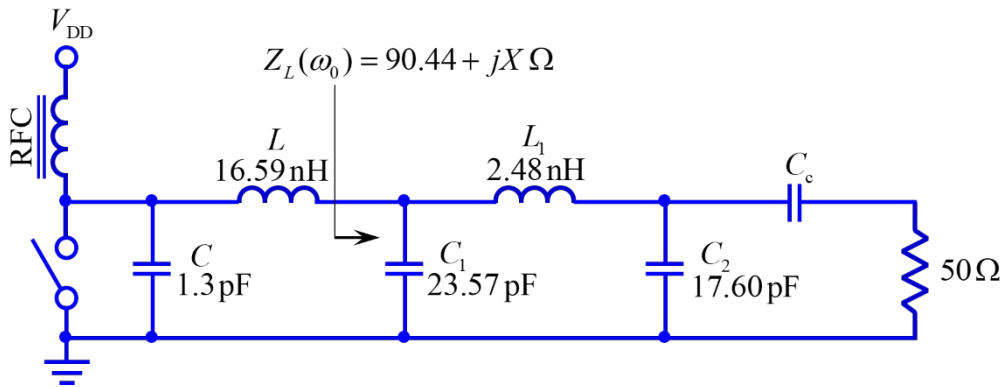 V_DD
Z_L(ω_0) = 90.44 + jX Ω
RFC
L
16.59 nH
L_1
2.48 nH
C_c
C
1.3 pF
C_1
23.57 pF
C_2
17.60 pF
50 Ω